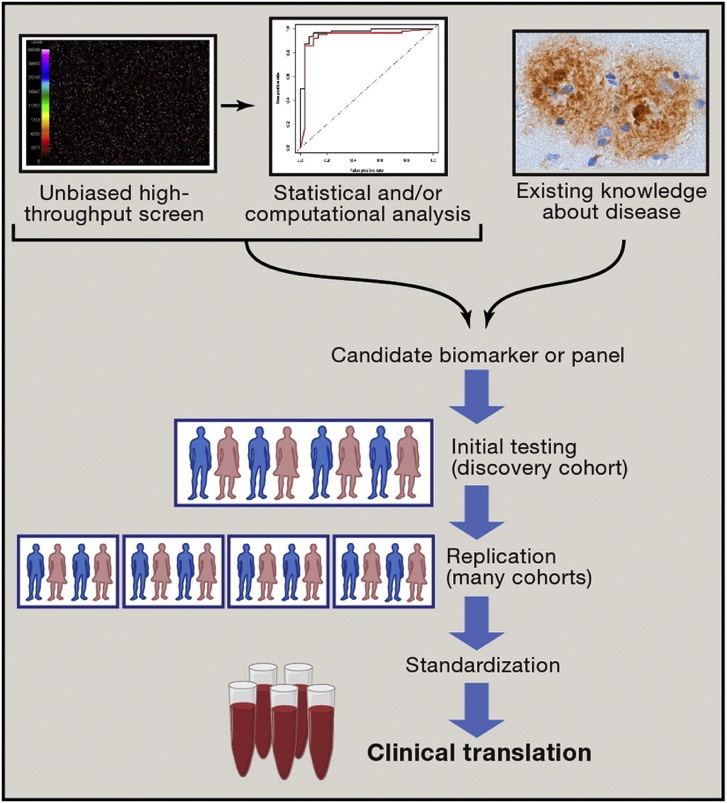 Unbiased high-
throughput screen
Statistical and/or
computational analysis
Existing knowledge
about disease
Candidate biomarker or panel
Initial testing
(discovery cohort)
Replication
(many cohorts)
Standardization
Clinical translation